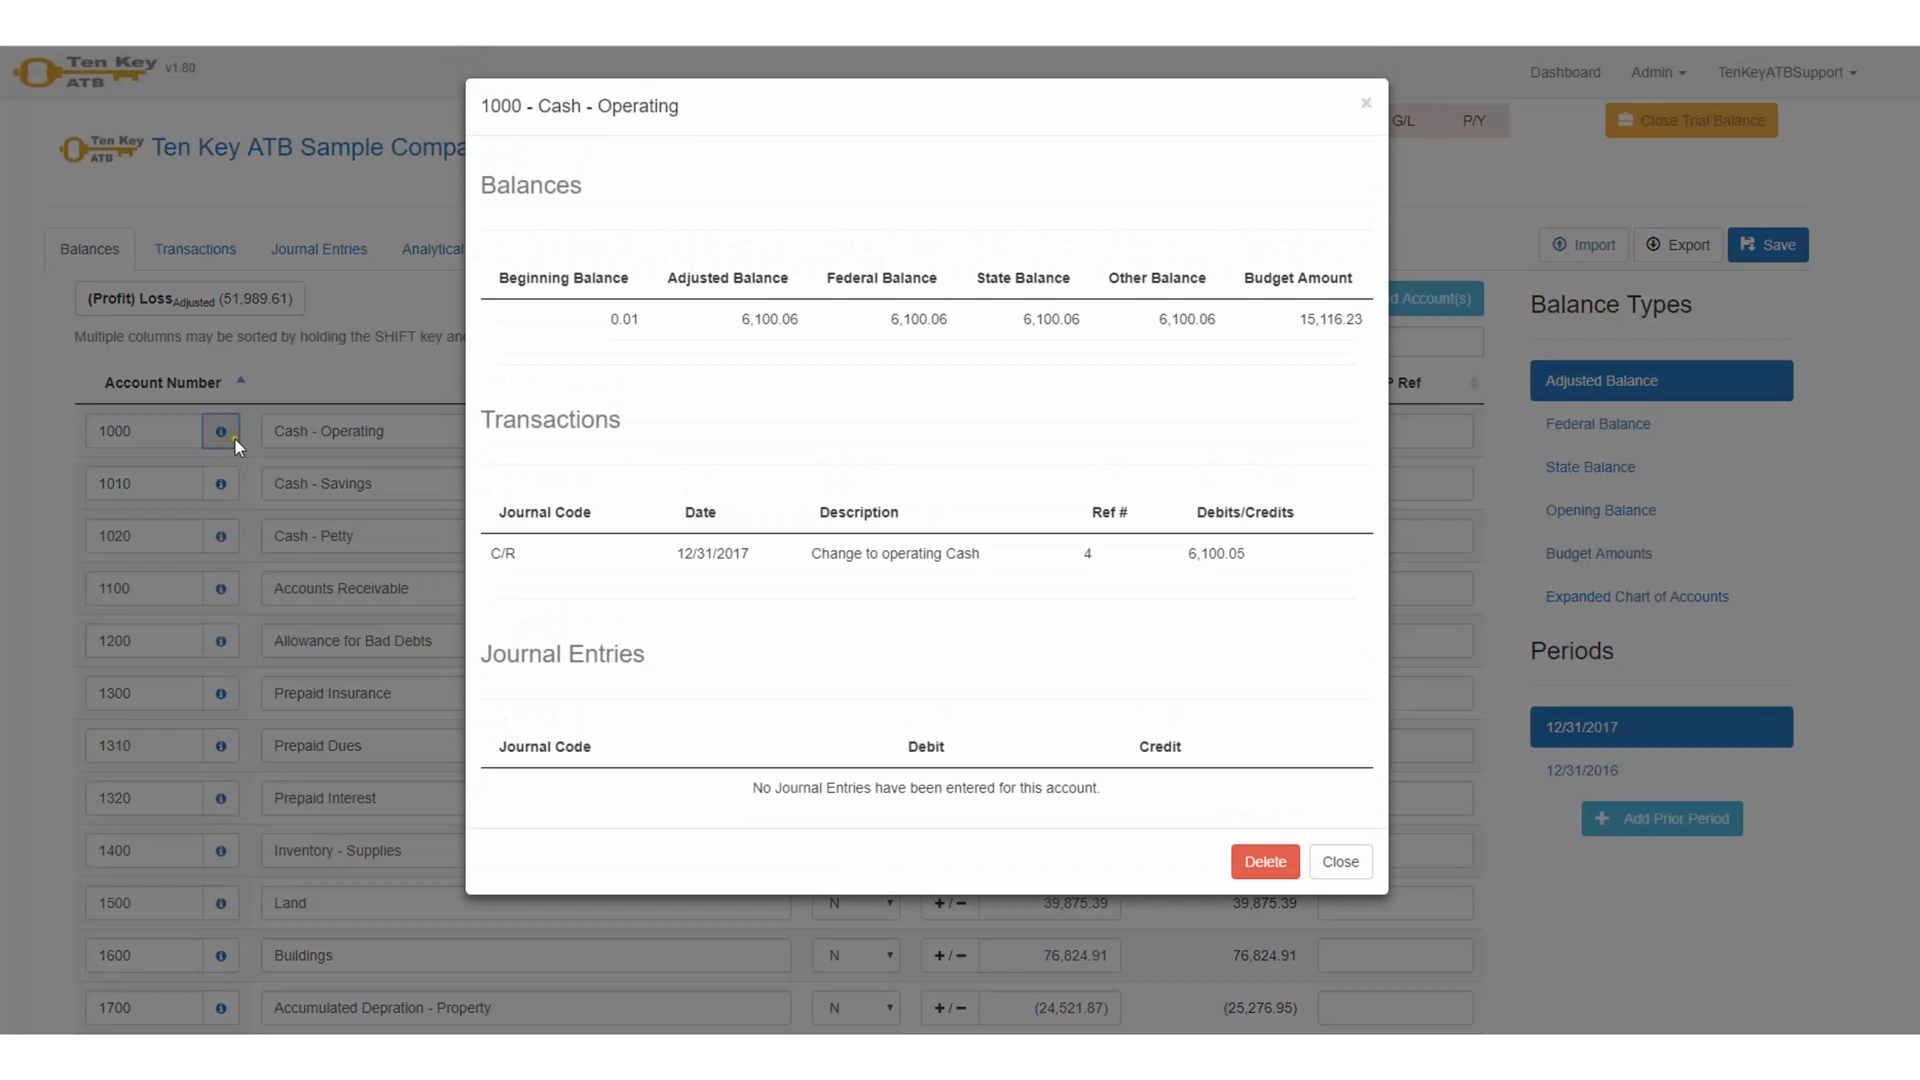 Ten Key ATB v1.80
Dashboard Admin TenKeyATBSupport
1000 - Cash - Operating ×
G/L P/Y Close Trial Balance
Ten Key ATB Ten Key ATB Sample Compa
Balances
Balances Transactions Journal Entries Analytical
Import Export Save
Beginning Balance Adjusted Balance Federal Balance State Balance Other Balance Budget Amount
0.01 6,100.06 6,100.06 6,100.06 6,100.06 15,116.23
(Profit) Loss Adjusted (51,989.61)
d Account(s)
Balance Types
Multiple columns may be sorted by holding the SHIFT key and
Account Number
P Ref
Adjusted Balance
Transactions
1000 Cash - Operating
Federal Balance
State Balance
1010 Cash - Savings
Journal Code Date Description Ref # Debits/Credits
Opening Balance
1020 Cash - Petty
C/R 12/31/2017 Change to operating Cash 4 6,100.05
Budget Amounts
1100 Accounts Receivable
Expanded Chart of Accounts
1200 Allowance for Bad Debts
Journal Entries
Periods
1300 Prepaid Insurance
12/31/2017
1310 Prepaid Dues
Journal Code Debit Credit
12/31/2016
No Journal Entries have been entered for this account.
1320 Prepaid Interest
+ Add Prior Period
1400 Inventory - Supplies
Delete Close
1500 Land N +/− 39,875.39 39,875.39
1600 Buildings N +/− 76,824.91 76,824.91
1700 Accumulated Depration - Property N +/− (24,521.87) (25,276.95)